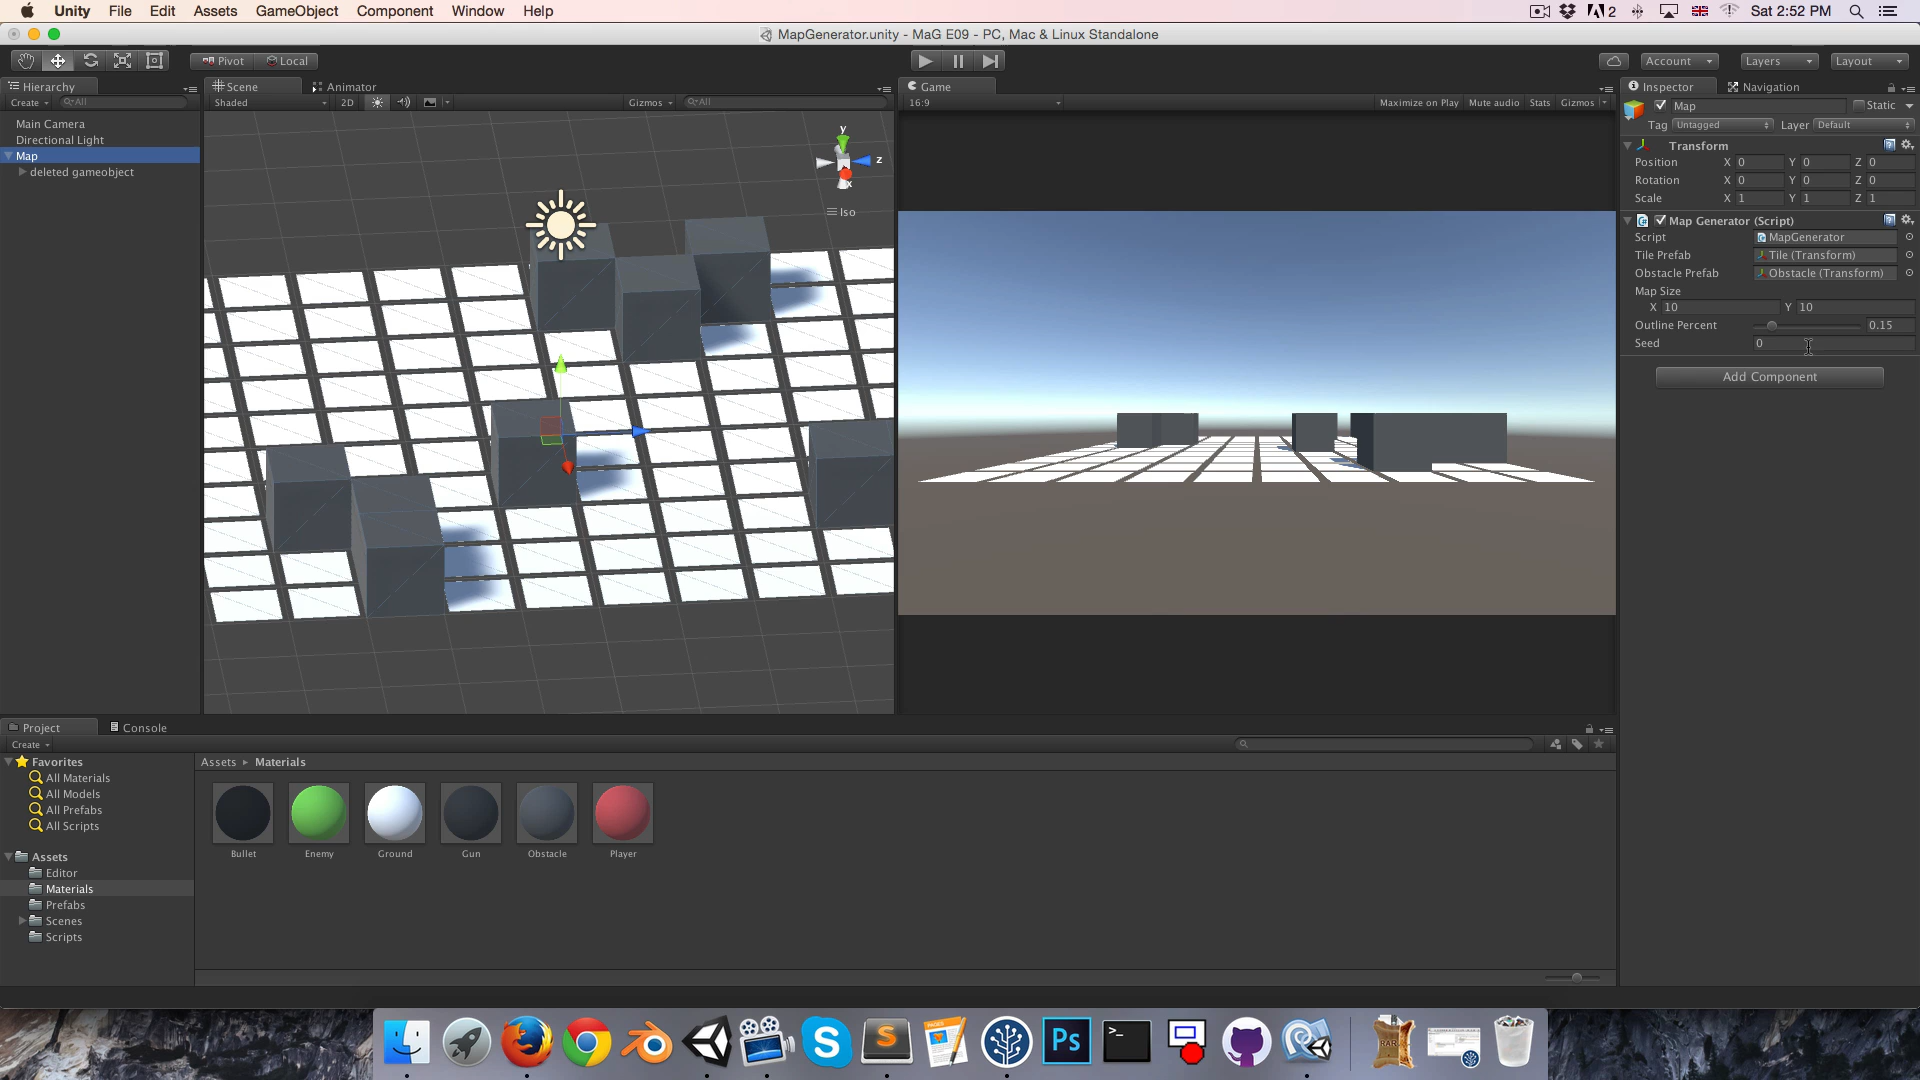 Unity File Edit Assets GameObject Component Window Help 2 Sat 2:52 PM
MapGenerator.unity - MaG E09 - PC, Mac & Linux Standalone
Pivot Local Account Layers Layout
Hierarchy Scene Animator Game Inspector Navigation
Create All Shaded 2D Gizmos All 16:9 Maximize on Play Mute audio Stats Gizmos
Map Static
Tag Untagged Layer Default
Main Camera
Directional Light
Map
deleted gameobject
y
z
x
Iso
Transform
Position X 0 Y 0 Z 0
Rotation X 0 Y 0 Z 0
Scale X 1 Y 1 Z 1
Map Generator (Script)
Script MapGenerator
Tile Prefab Tile (Transform)
Obstacle Prefab Obstacle (Transform)
Map Size
X 10 Y 10
Outline Percent 0.15
Seed 0
Add Component
Project Console
Create
Favorites
All Materials
All Models
All Prefabs
All Scripts
Assets
Editor
Materials
Prefabs
Scenes
Scripts
Assets ▸ Materials
Bullet Enemy Ground Gun Obstacle Player
S S PAGES Ps >_ RAR